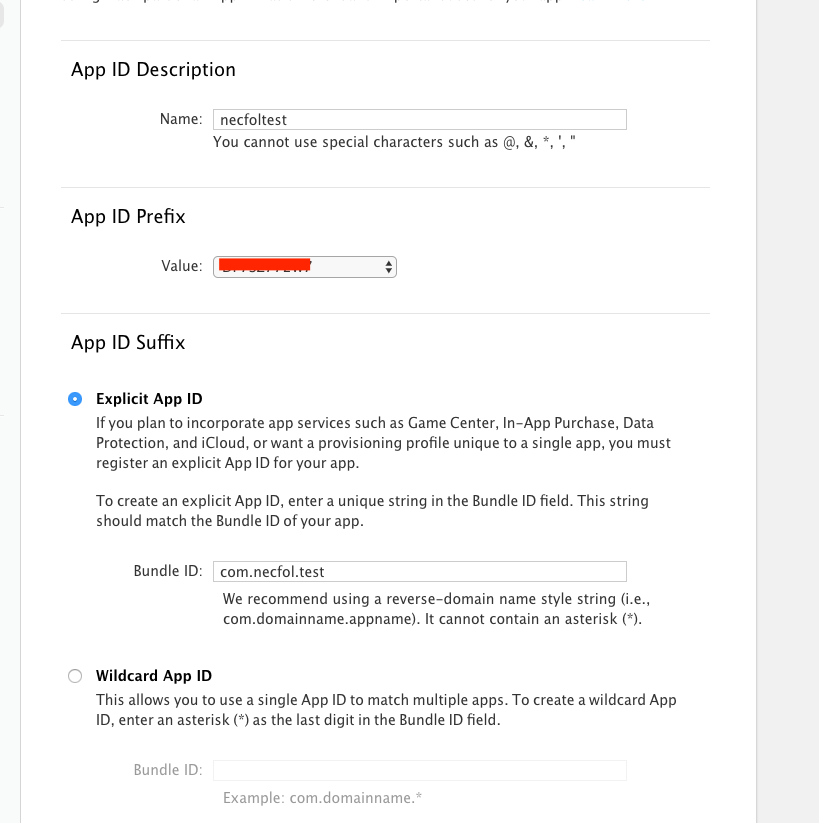 App ID Description
Name: necfoltest
You cannot use special characters such as @, &, *, ', "
App ID Prefix
Value:
App ID Suffix
Explicit App ID
If you plan to incorporate app services such as Game Center, In-App Purchase, Data
Protection, and iCloud, or want a provisioning profile unique to a single app, you must
register an explicit App ID for your app.
To create an explicit App ID, enter a unique string in the Bundle ID field. This string
should match the Bundle ID of your app.
Bundle ID: com.necfol.test
We recommend using a reverse-domain name style string (i.e.,
com.domainname.appname). It cannot contain an asterisk (*).
Wildcard App ID
This allows you to use a single App ID to match multiple apps. To create a wildcard App
ID, enter an asterisk (*) as the last digit in the Bundle ID field.
Bundle ID:
Example: com.domainname.*